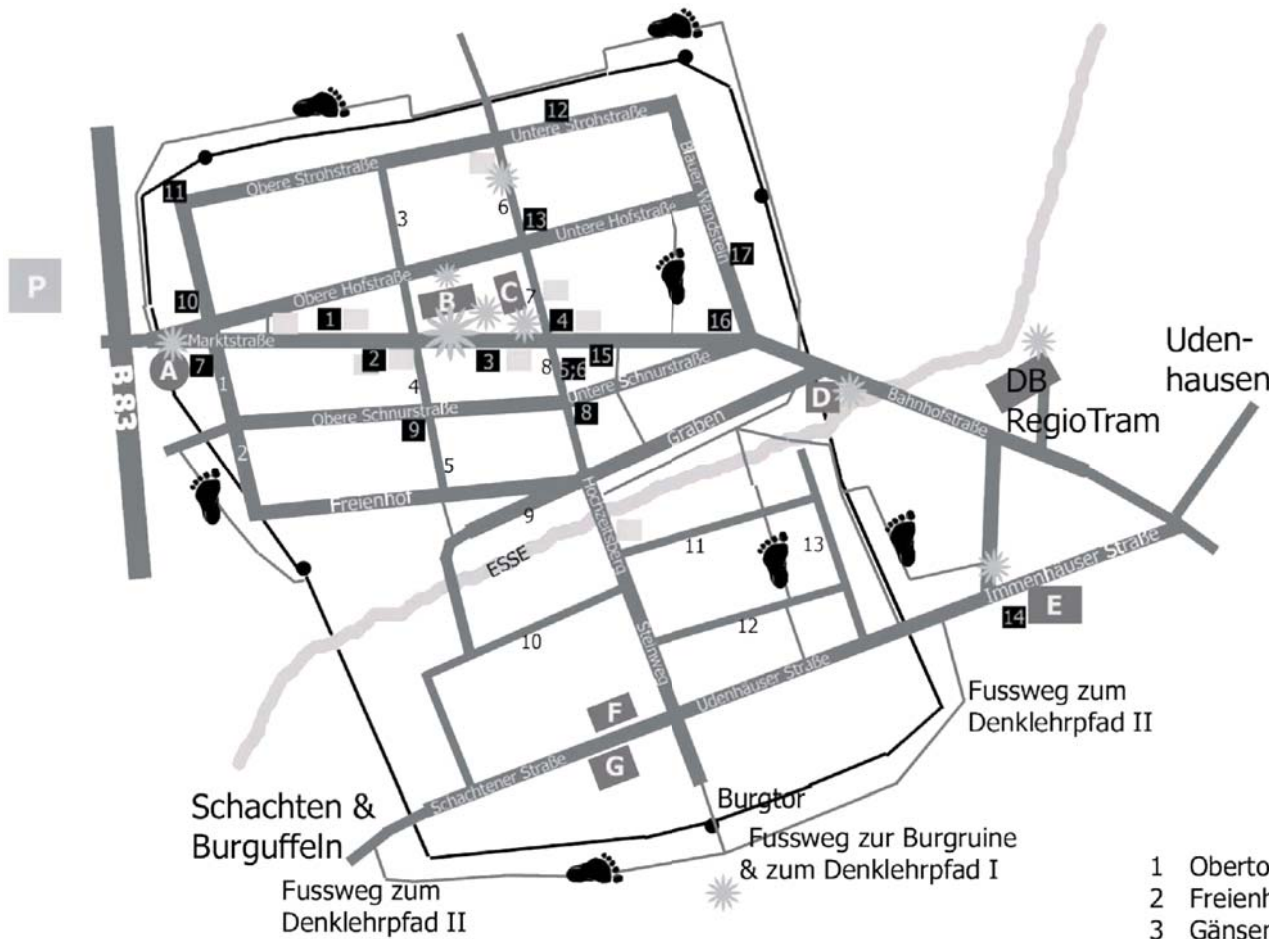 12
Untere Strohstraße
Obere Strohstraße
11
Blauer Wandstein
3
6
13
Untere Hofstraße
17
P
Obere Hofstraße
10
B
C
7
1
4
16
Marktstraße
A
7
2
3
15
8
5;6
1
4
Untere Schnurstraße
B 83
Obere Schnurstraße
9
8
2
5
Graben
D
Bahnhofstraße
DB
RegioTram
Uden-
hausen
Freienhof
9
Hochzeitsberg
ESSE
11
13
Immenhäuser Straße
14
E
10
12
Steinweg
Udenhäuser Straße
F
G
Fussweg zum
Denklehrpfad II
Schachtener Straße
Schachten &
Burguffeln
Burgtor
Fussweg zur Burgruine
& zum Denklehrpfad I
Fussweg zum
Denklehrpfad II
1 Oberto
2 Freienh
3 Gänser